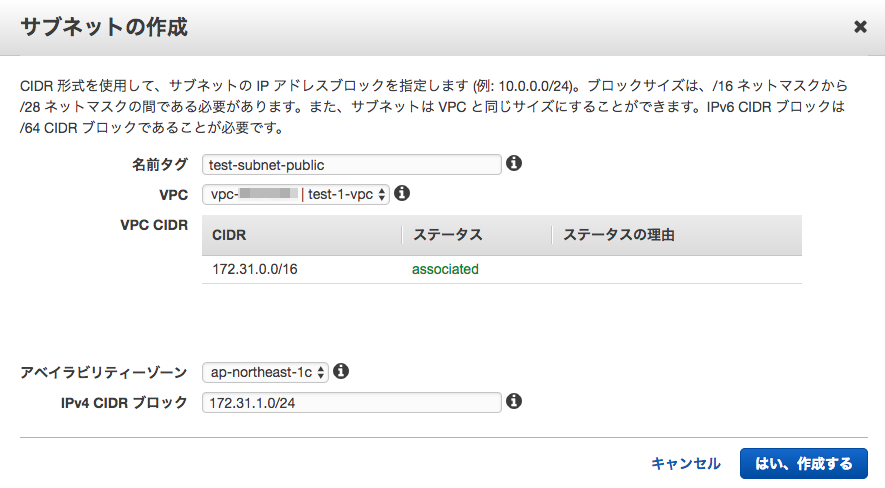 サブネットの作成
CIDR 形式を使用して、サブネットの IP アドレスブロックを指定します (例: 10.0.0.0/24)。ブロックサイズは、/16 ネットマスクから
/28 ネットマスクの間である必要があります。また、サブネットは VPC と同じサイズにすることができます。IPv6 CIDR ブロックは
/64 CIDR ブロックであることが必要です。
名前タグ test-subnet-public
VPC vpc- | test-1-vpc
VPC CIDR
CIDR ステータス ステータスの理由
172.31.0.0/16 associated
アベイラビリティーゾーン ap-northeast-1c
IPv4 CIDR ブロック 172.31.1.0/24
キャンセル はい、作成する